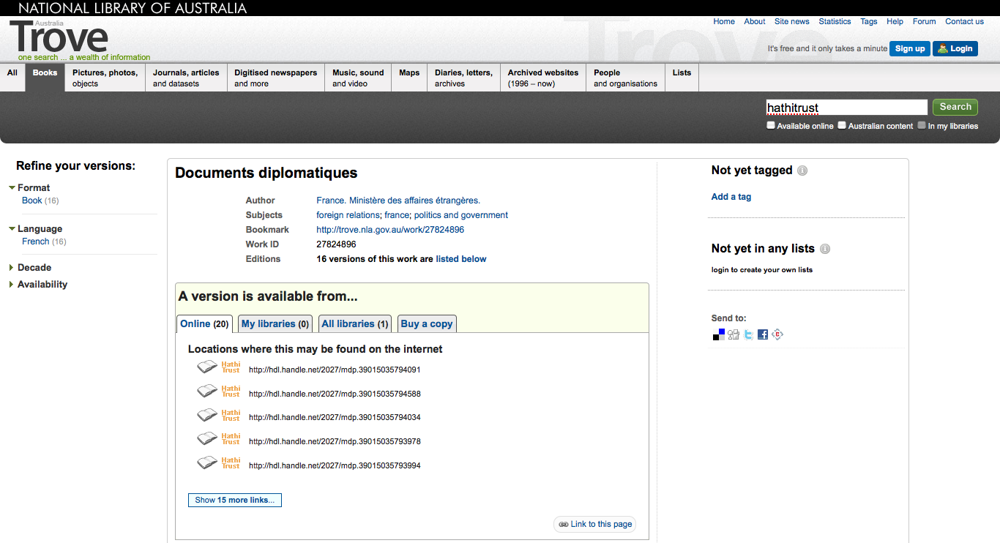 NATIONAL LIBRARY OF AUSTRALIA
Australia
Trove
one search ... a wealth of information
Home About Site news Statistics Tags Help Forum Contact us
It's free and it only takes a minute Sign up Login
All
Books
Pictures, photos,
objects
Journals, articles
and datasets
Digitised newspapers
and more
Music, sound
and video
Maps
Diaries, letters,
archives
Archived websites
(1996 – now)
People
and organisations
Lists
hathitrust Search
Available online Australian content In my libraries
Refine your versions:
Format
Book (16)
Language
French (16)
Decade
Availability
Documents diplomatiques
Author France. Ministère des affaires étrangères.
Subjects foreign relations; france; politics and government
Bookmark http://trove.nla.gov.au/work/27824896
Work ID 27824896
Editions 16 versions of this work are listed below
A version is available from...
Online (20) My libraries (0) All libraries (1) Buy a copy
Locations where this may be found on the internet
Hathi Trust http://hdl.handle.net/2027/mdp.39015035794091
Hathi Trust http://hdl.handle.net/2027/mdp.39015035794588
Hathi Trust http://hdl.handle.net/2027/mdp.39015035794034
Hathi Trust http://hdl.handle.net/2027/mdp.39015035793978
Hathi Trust http://hdl.handle.net/2027/mdp.39015035793994
Show 15 more links...
Link to this page
Not yet tagged
Add a tag
Not yet in any lists
login to create your own lists
Send to: